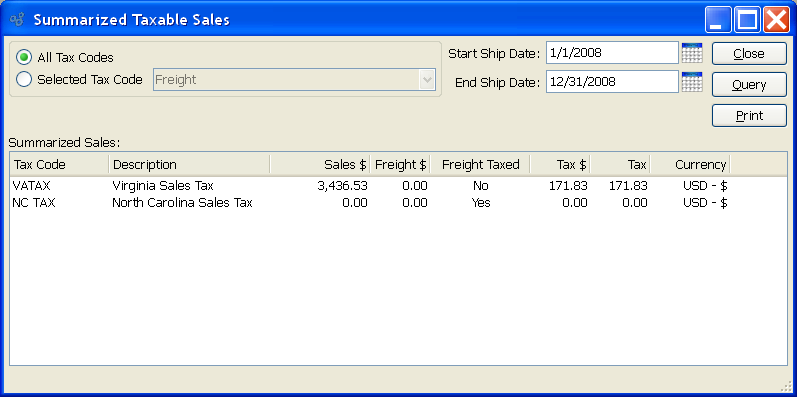 Summarized Taxable Sales
All Tax Codes
Selected Tax Code Freight
Start Ship Date: 1/1/2008
End Ship Date: 12/31/2008
Close
Query
Print
Summarized Sales:
Tax Code Description Sales $ Freight $ Freight Taxed Tax $ Tax Currency
VATAX Virginia Sales Tax 3,436.53 0.00 No 171.83 171.83 USD - $
NC TAX North Carolina Sales Tax 0.00 0.00 Yes 0.00 0.00 USD - $